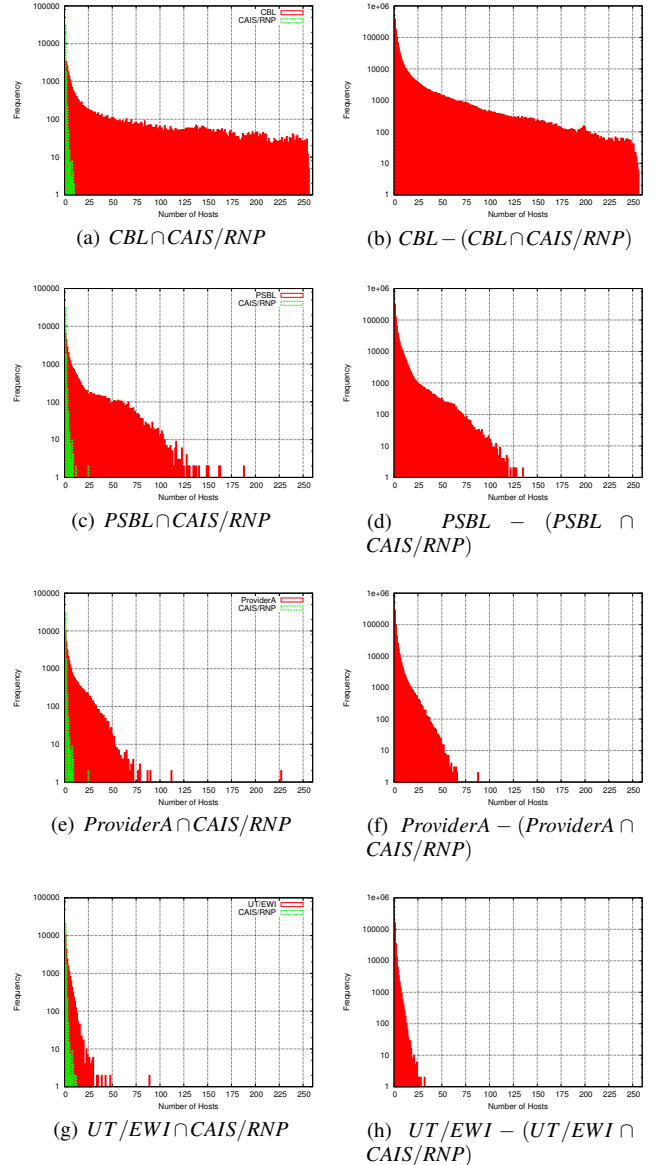 100000
10000
1000
100
10
1
Frequency
CBL
CAIS/RNP
0 25 50 75 100 125 150 175 200 225 250
Number of Hosts
(a) CBL∩CAIS/RNP
1e+06
100000
10000
1000
100
10
1
Frequency
0 25 50 75 100 125 150 175 200 225 250
Number of Hosts
(b) CBL−(CBL∩CAIS/RNP)
100000
10000
1000
100
10
1
Frequency
PSBL
CAIS/RNP
0 25 50 75 100 125 150 175 200 225 250
Number of Hosts
(c) PSBL∩CAIS/RNP
1e+06
100000
10000
1000
100
10
1
Frequency
0 25 50 75 100 125 150 175 200 225 250
Number of Hosts
(d) PSBL − (PSBL ∩
CAIS/RNP)
100000
10000
1000
100
10
1
Frequency
ProviderA
CAIS/RNP
0 25 50 75 100 125 150 175 200 225 250
Number of Hosts
(e) ProviderA∩CAIS/RNP
1e+06
100000
10000
1000
100
10
1
Frequency
0 25 50 75 100 125 150 175 200 225 250
Number of Hosts
(f) ProviderA − (ProviderA ∩
CAIS/RNP)
100000
10000
1000
100
10
1
Frequency
UT/EWI
CAIS/RNP
0 25 50 75 100 125 150 175 200 225 250
Number of Hosts
(g) UT/EWI∩CAIS/RNP
1e+06
100000
10000
1000
100
10
1
Frequency
0 25 50 75 100 125 150 175 200 225 250
Number of Hosts
(h) UT/EWI − (UT/EWI ∩
CAIS/RNP)